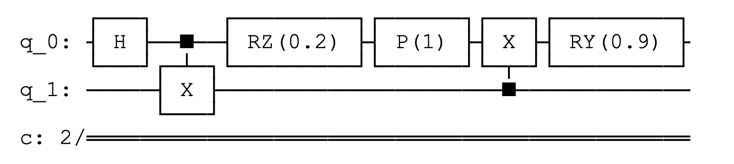 q_0: H RZ(0.2) P(1) X RY(0.9)
q_1: X
c: 2/